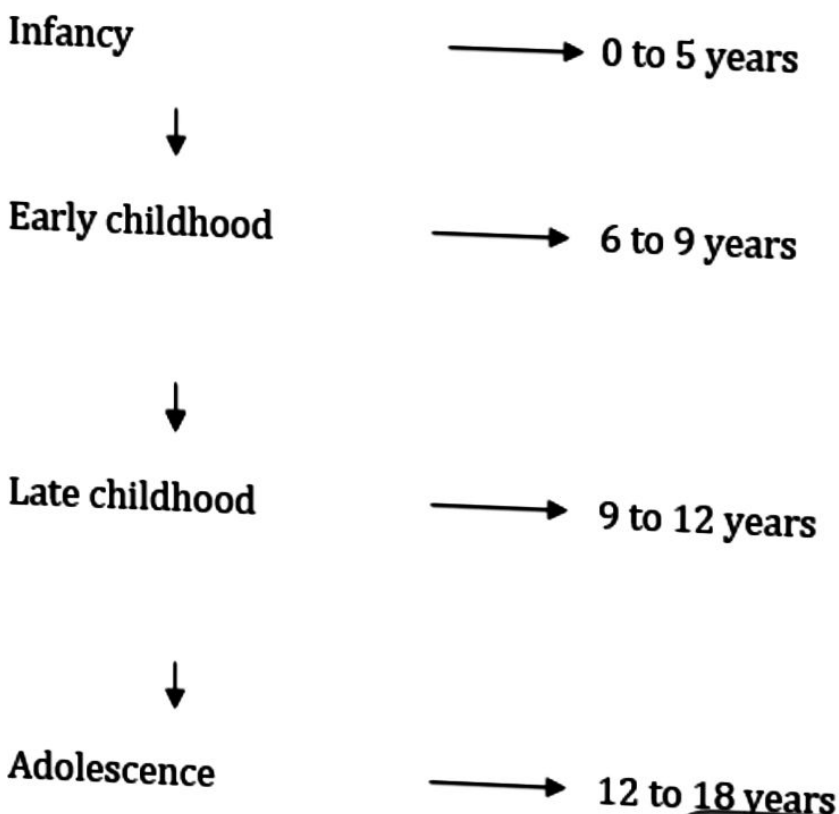 Infancy → 0 to 5 years
↓
Early childhood → 6 to 9 years
↓
Late childhood → 9 to 12 years
↓
Adolescence → 12 to 18 years